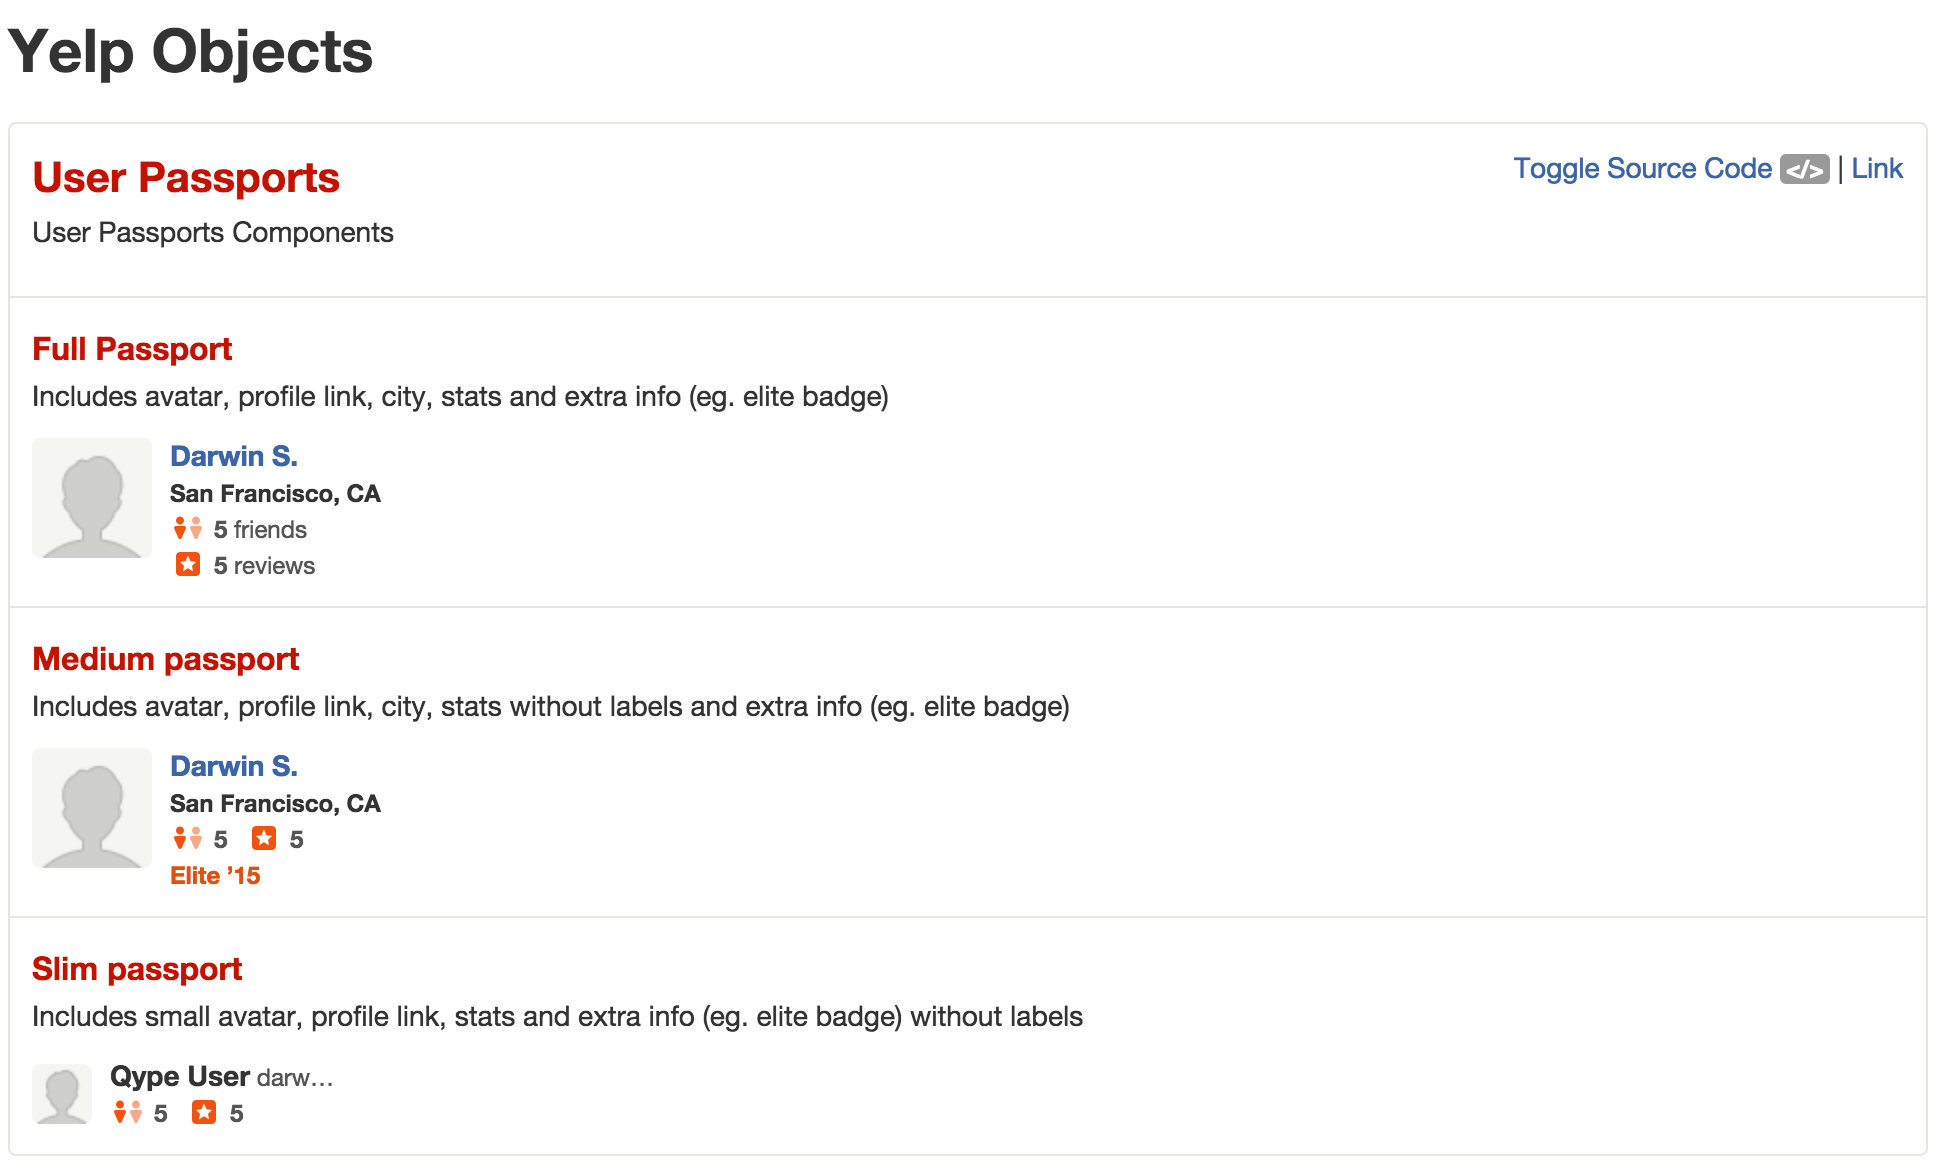 Yelp Objects
User Passports
Toggle Source Code </> | Link
User Passports Components
Full Passport
Includes avatar, profile link, city, stats and extra info (eg. elite badge)
Darwin S.
San Francisco, CA
5 friends
5 reviews
Medium passport
Includes avatar, profile link, city, stats without labels and extra info (eg. elite badge)
Darwin S.
San Francisco, CA
5 5
Elite ’15
Slim passport
Includes small avatar, profile link, stats and extra info (eg. elite badge) without labels
Qype User darw…
5 5